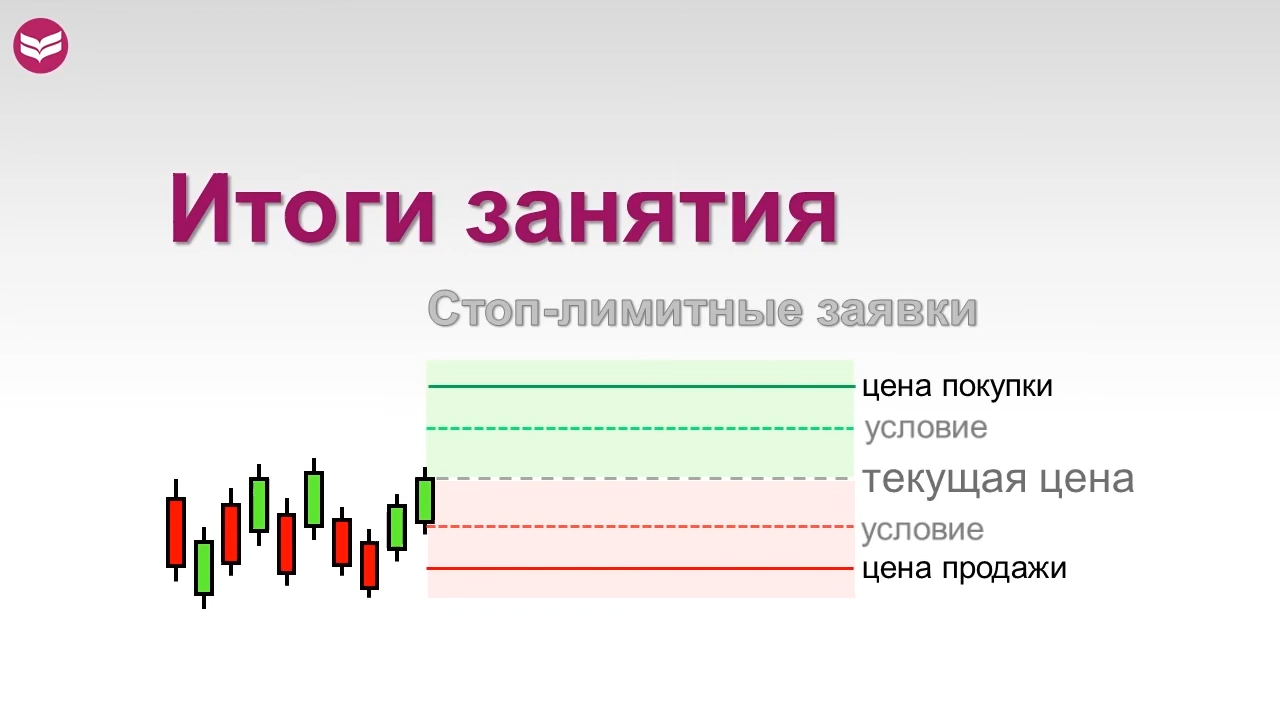 Итоги занятия
Стоп-лимитные заявки
цена покупки
условие
текущая цена
условие
цена продажи